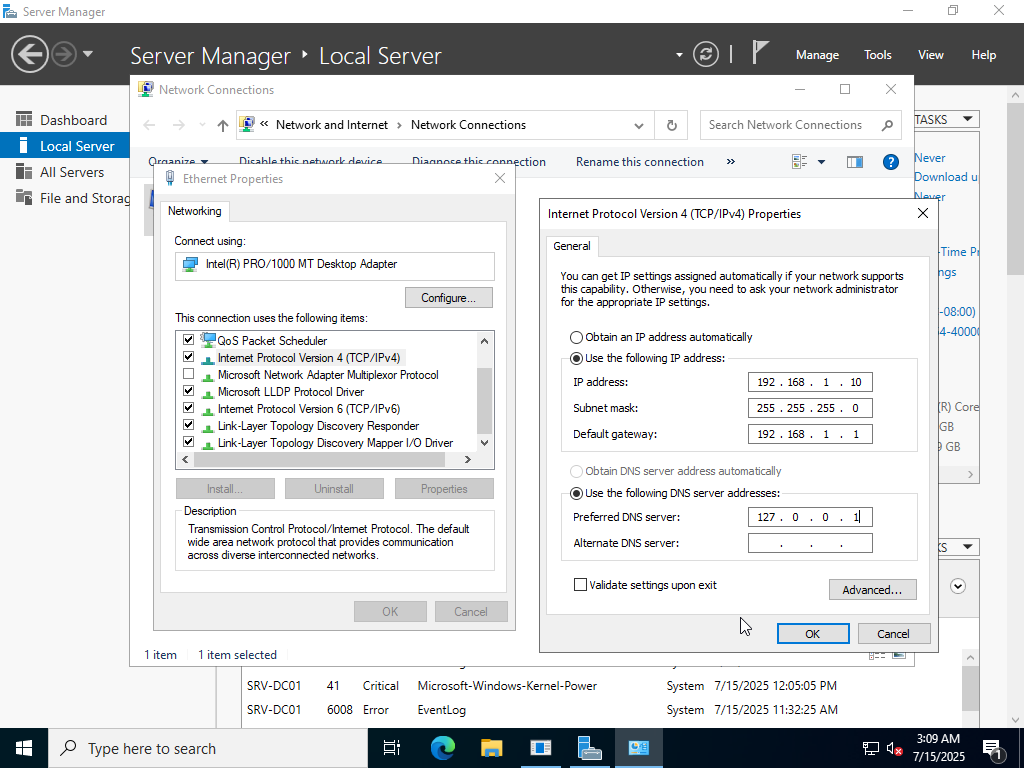 Server Manager
Server Manager ‣ Local Server
Manage Tools View Help
Dashboard
Local Server
All Servers
File and Storag
Network Connections
« Network and Internet › Network Connections
Search Network Connections
Organize Disable this network device Diagnose this connection Rename this connection »
TASKS
Never
Download u
Never
Ethernet Properties
Networking
Connect using:
Intel(R) PRO/1000 MT Desktop Adapter
Configure...
This connection uses the following items:
QoS Packet Scheduler
Internet Protocol Version 4 (TCP/IPv4)
Microsoft Network Adapter Multiplexor Protocol
Microsoft LLDP Protocol Driver
Internet Protocol Version 6 (TCP/IPv6)
Link-Layer Topology Discovery Responder
Link-Layer Topology Discovery Mapper I/O Driver
Install...
Uninstall
Properties
Description
Transmission Control Protocol/Internet Protocol. The default
wide area network protocol that provides communication
across diverse interconnected networks.
OK
Cancel
Internet Protocol Version 4 (TCP/IPv4) Properties
General
You can get IP settings assigned automatically if your network supports
this capability. Otherwise, you need to ask your network administrator
for the appropriate IP settings.
Obtain an IP address automatically
Use the following IP address:
IP address: 192 . 168 . 1 . 10
Subnet mask: 255 . 255 . 255 . 0
Default gateway: 192 . 168 . 1 . 1
Obtain DNS server address automatically
Use the following DNS server addresses:
Preferred DNS server: 127 . 0 . 0 . 1
Alternate DNS server: . . .
Validate settings upon exit
Advanced...
OK
Cancel
-Time Pr
ngs
-08:00)
4-4000
(R) Core
GB
9 GB
KS
1 item 1 item selected
SRV-DC01 41 Critical Microsoft-Windows-Kernel-Power System 7/15/2025 12:05:05 PM
SRV-DC01 6008 Error EventLog System 7/15/2025 11:32:25 AM
Type here to search
3:09 AM
7/15/2025
1